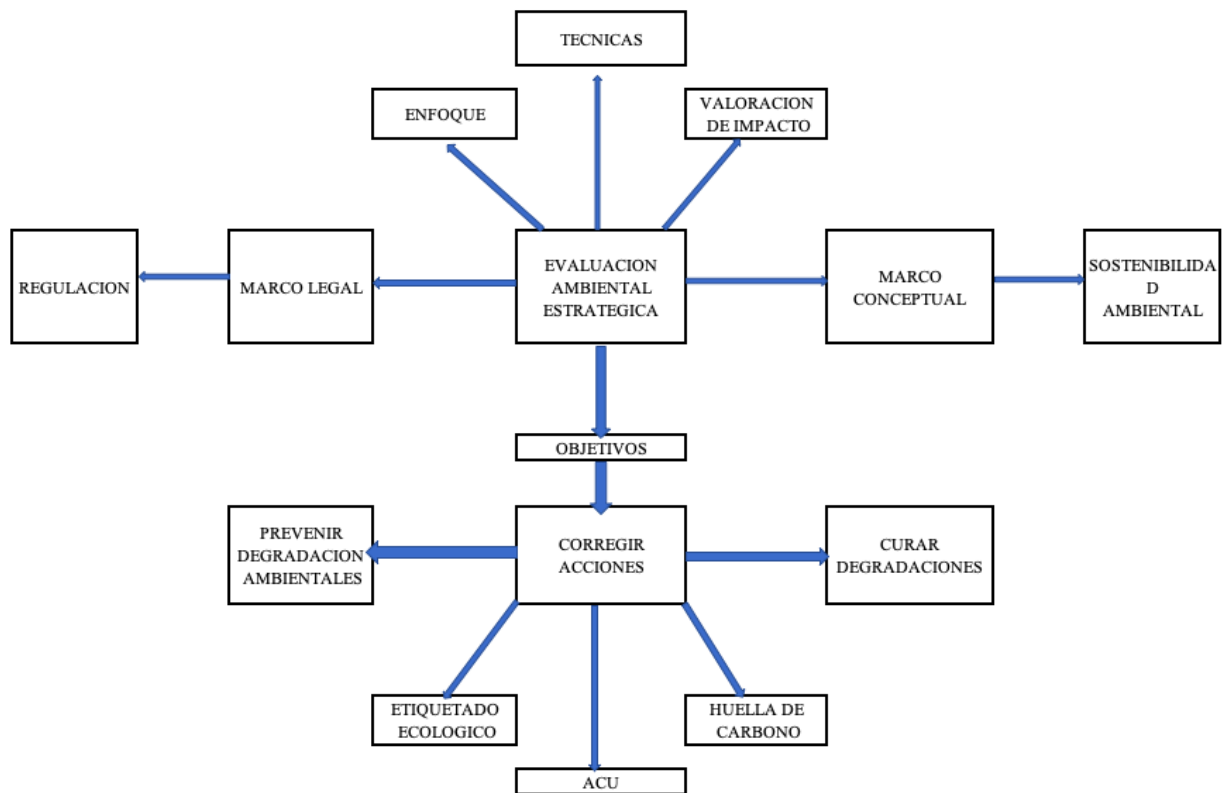 TECNICAS
ENFOQUE
VALORACION
DE IMPACTO
REGULACION
MARCO LEGAL
EVALUACION
AMBIENTAL
ESTRATEGICA
MARCO
CONCEPTUAL
SOSTENIBILIDA
D
AMBIENTAL
OBJETIVOS
PREVENIR
DEGRADACION
AMBIENTALES
CORREGIR
ACCIONES
CURAR
DEGRADACIONES
ETIQUETADO
ECOLOGICO
HUELLA DE
CARBONO
ACU